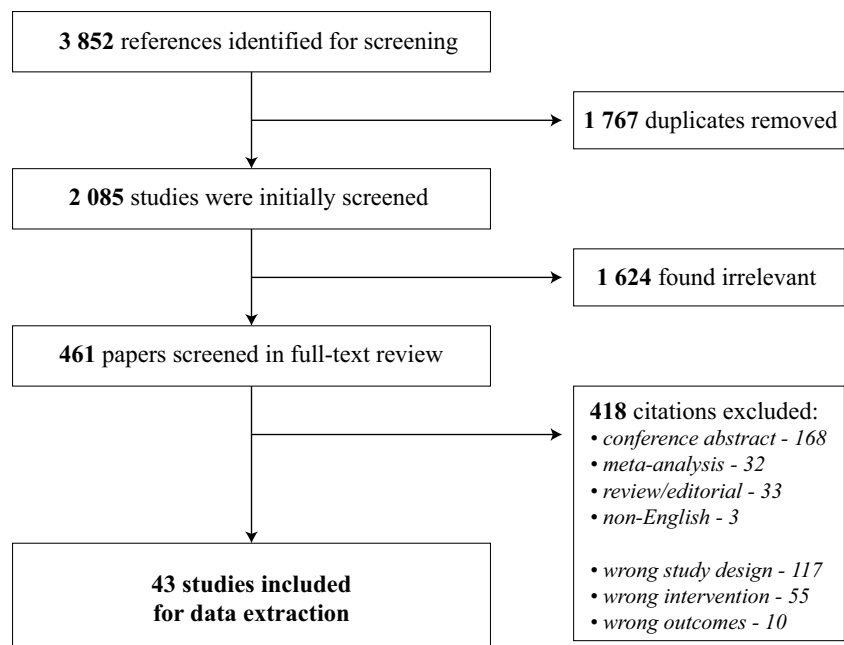 3 852 references identified for screening
1 767 duplicates removed
2 085 studies were initially screened
1 624 found irrelevant
461 papers screened in full-text review
418 citations excluded:
• conference abstract - 168
• meta-analysis - 32
• review/editorial - 33
• non-English - 3
• wrong study design - 117
• wrong intervention - 55
• wrong outcomes - 10
43 studies included
for data extraction